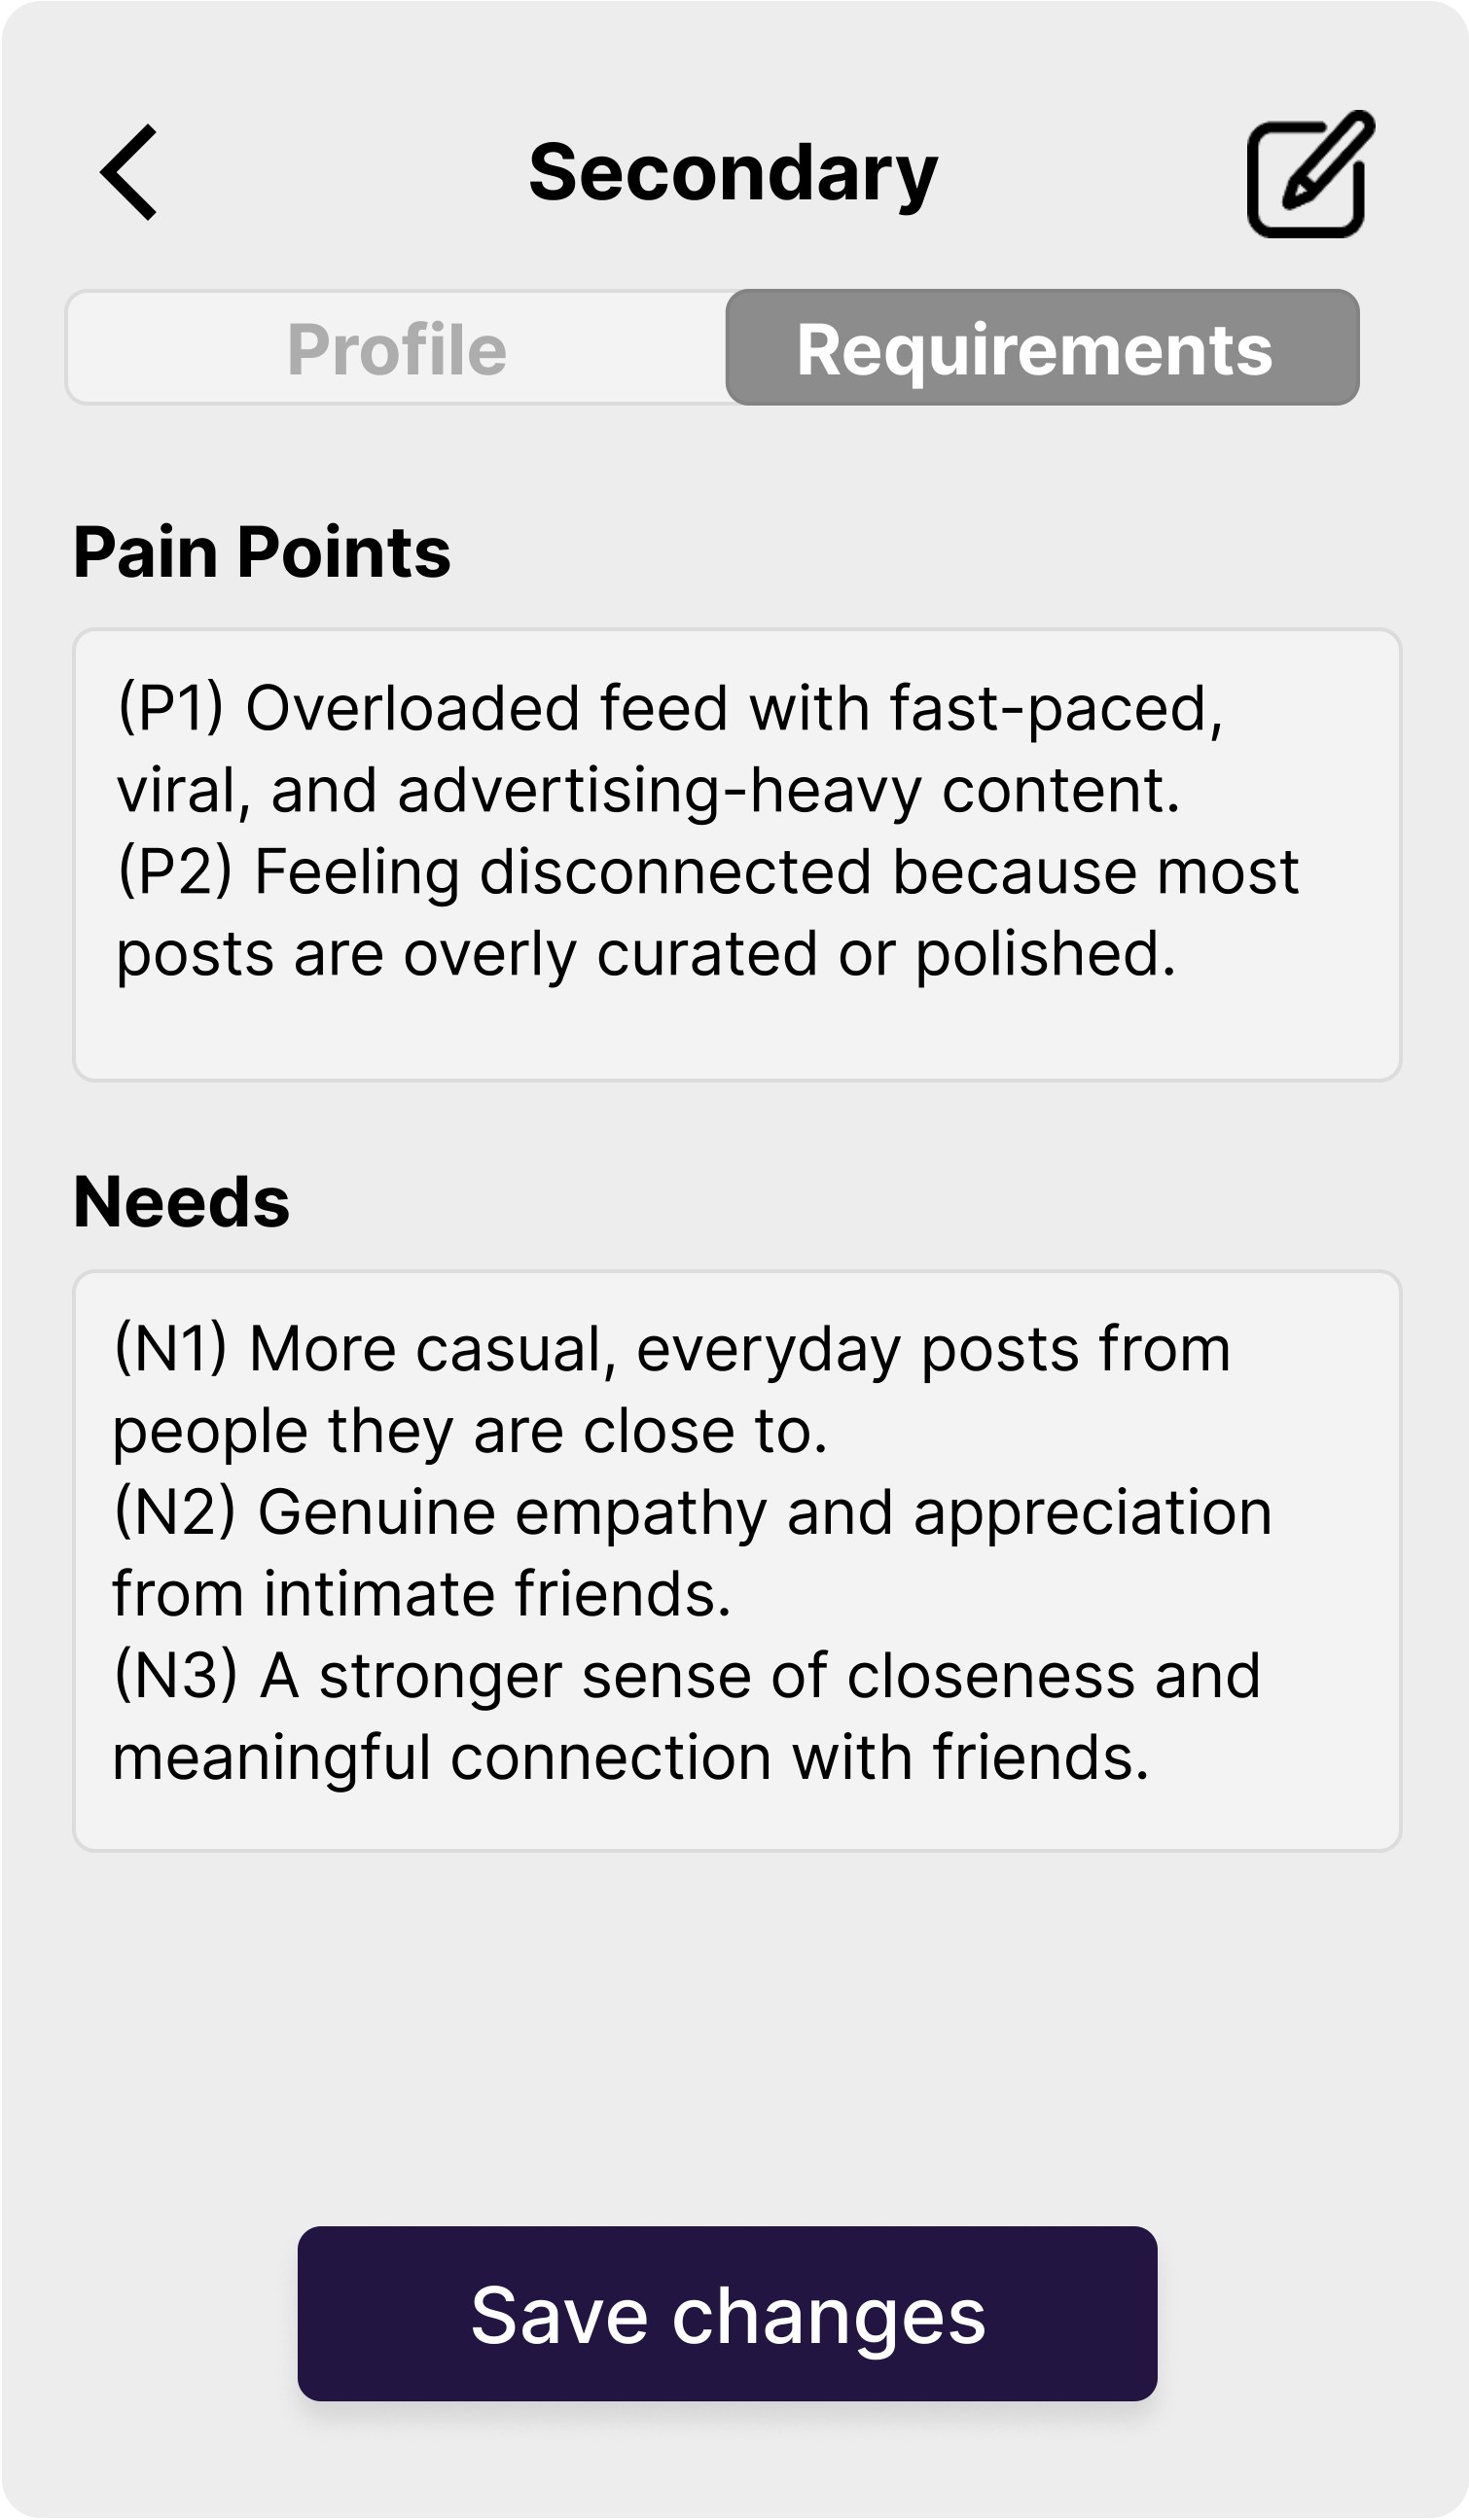 Secondary
Profile
Requirements
Pain Points
(P1) Overloaded feed with fast-paced,
viral, and advertising-heavy content.
(P2) Feeling disconnected because most
posts are overly curated or polished.
Needs
(N1) More casual, everyday posts from
people they are close to.
(N2) Genuine empathy and appreciation
from intimate friends.
(N3) A stronger sense of closeness and
meaningful connection with friends.
Save changes